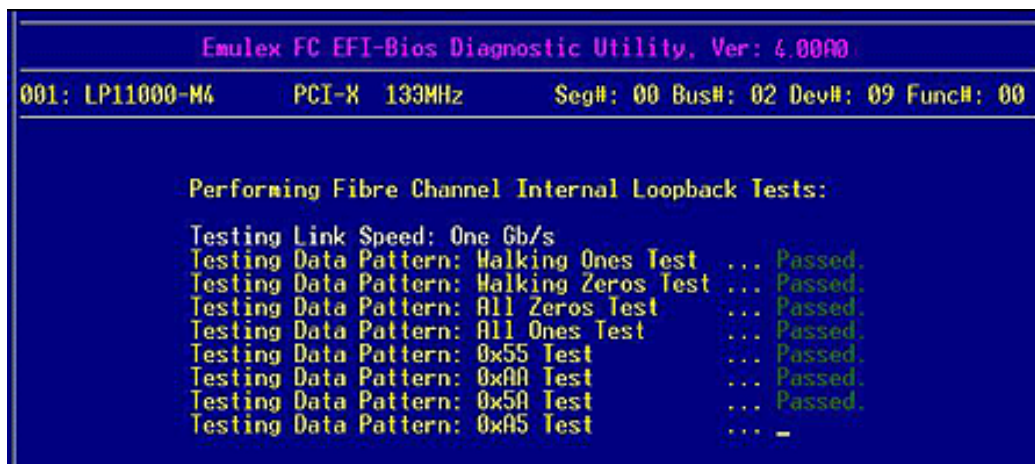 Emulex FC EFI-Bios Diagnostic Utility, Ver: 4.00A0
001: LP11000-M4 PCI-X 133MHz Seg#: 00 Bus#: 02 Dev#: 09 Func#: 00
Performing Fibre Channel Internal Loopback Tests:
Testing Link Speed: One Gb/s
Testing Data Pattern: Walking Ones Test ... Passed.
Testing Data Pattern: Walking Zeros Test ... Passed.
Testing Data Pattern: All Zeros Test ... Passed.
Testing Data Pattern: All Ones Test ... Passed.
Testing Data Pattern: 0x55 Test ... Passed.
Testing Data Pattern: 0xAA Test ... Passed.
Testing Data Pattern: 0x5A Test ... Passed.
Testing Data Pattern: 0xA5 Test ... _